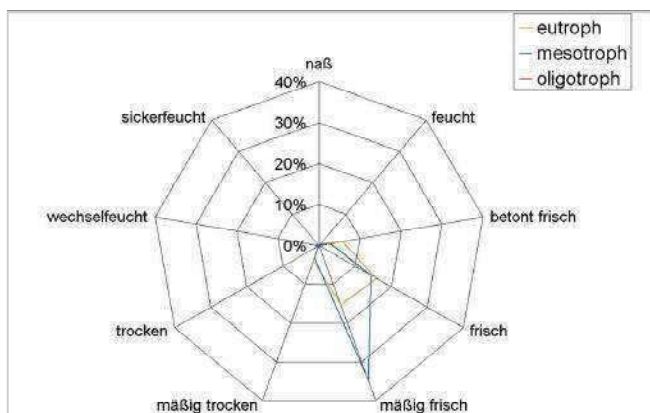 eutroph
mesotroph
oligotroph
naß
40%
30%
20%
10%
0%
sickerfeucht
feucht
wechselfeucht
betont frisch
trocken
frisch
mäßig trocken
mäßig frisch